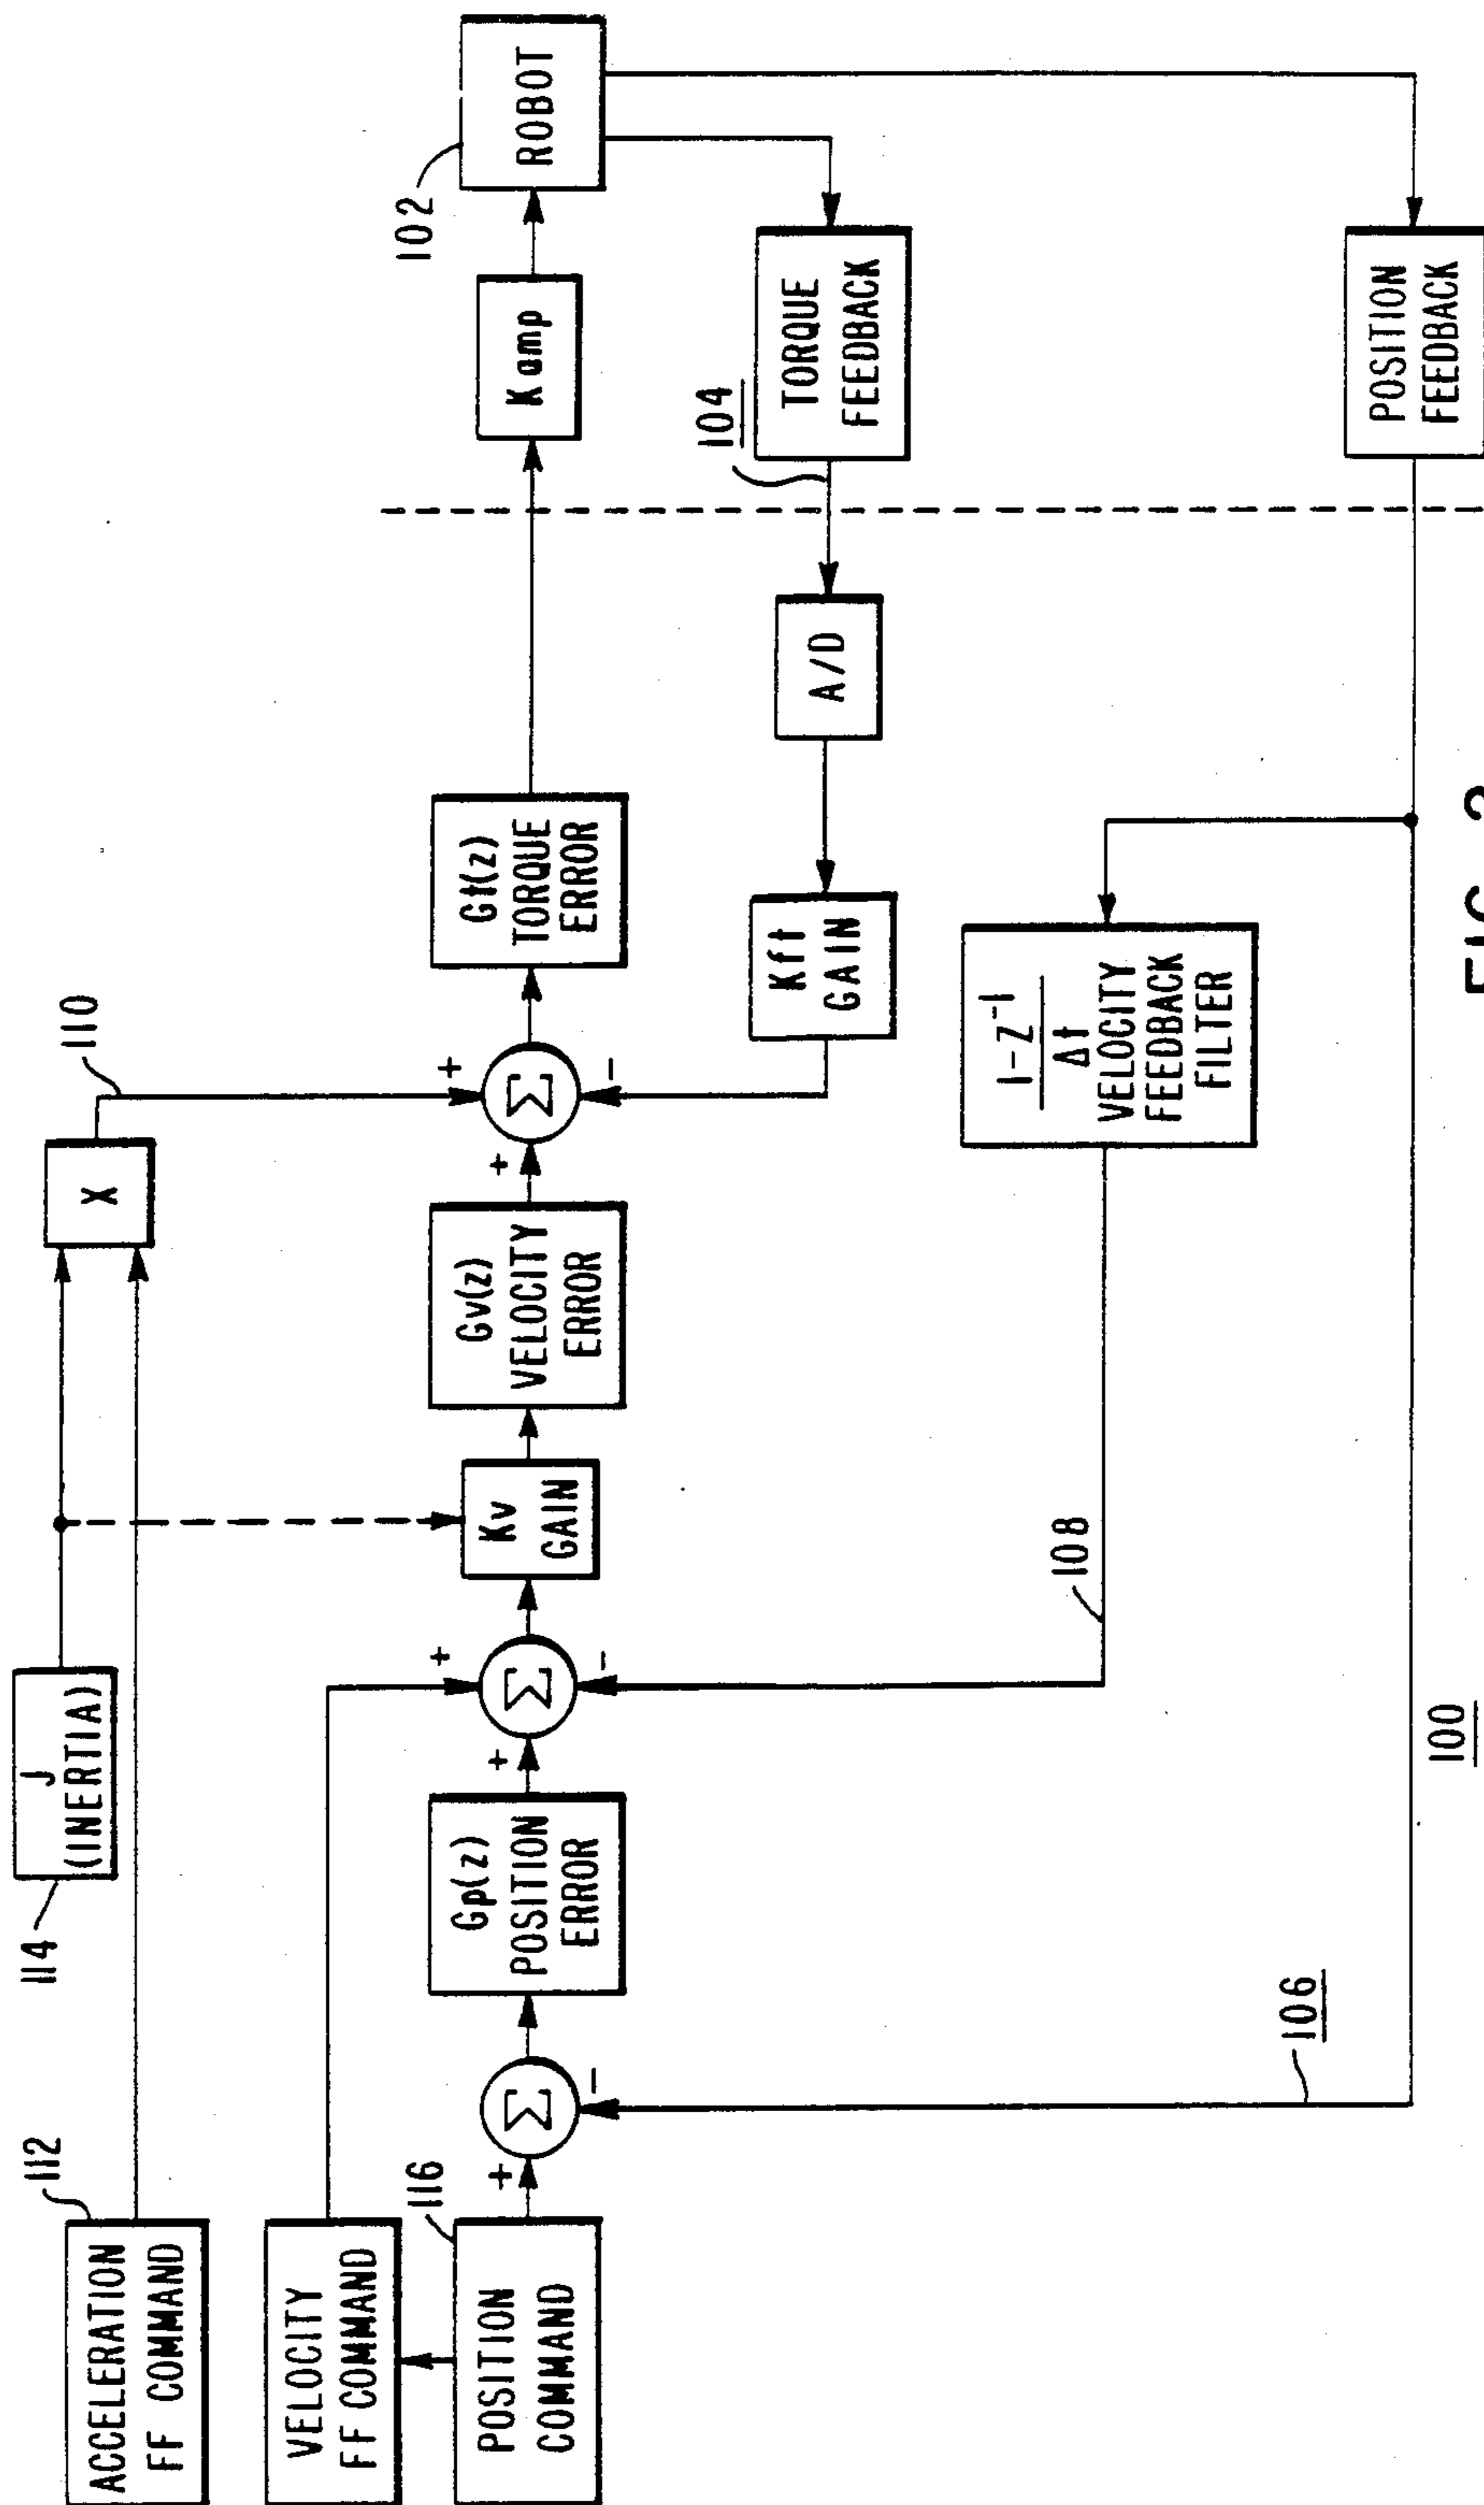 ACCELERATION
FF COMMAND
112
VELOCITY
FF COMMAND
POSITION
COMMAND
116
114
J
(INERTIA)
+
Σ
-
Gp(z)
POSITION
ERROR
+
+
Σ
-
Kv
GAIN
Gv(z)
VELOCITY
ERROR
X
110
+
+
Σ
-
Gt(z)
TORQUE
ERROR
Kamp
102
ROBOT
104
TORQUE
FEEDBACK
A/D
Kft
GAIN
108
1-Z⁻¹
Δt
VELOCITY
FEEDBACK
FILTER
106
POSITION
FEEDBACK
100